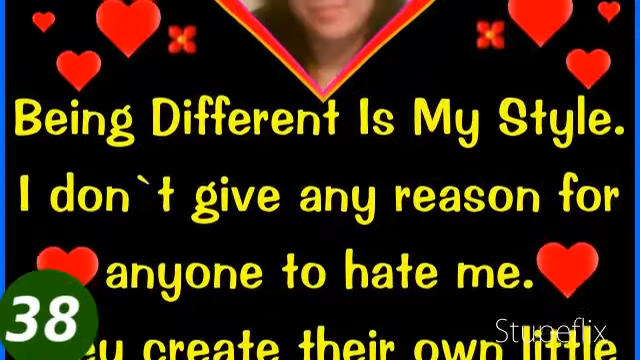 Being Different Is My Style.
I don`t give any reason for
anyone to hate me.
38
create their own little
Stupeflix